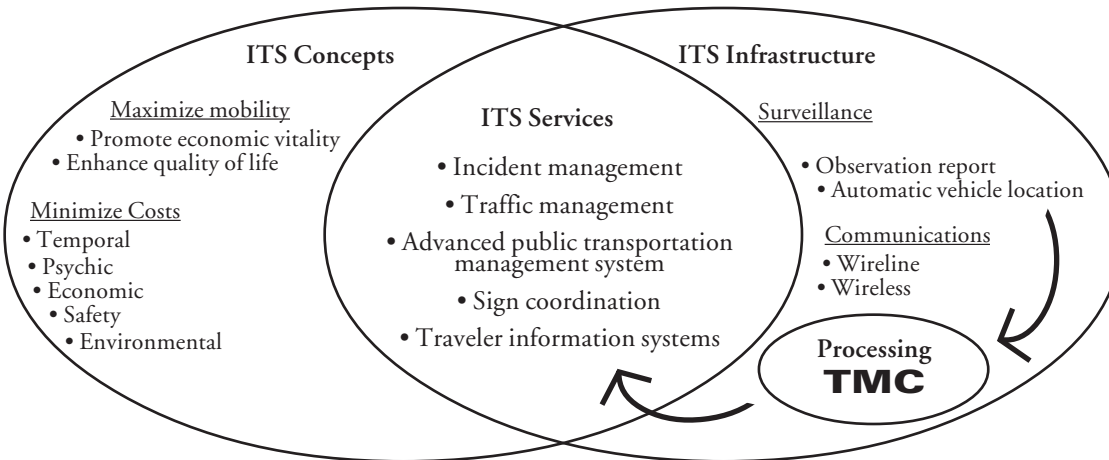 ITS Concepts
Maximize mobility
• Promote economic vitality
• Enhance quality of life
Minimize Costs
• Temporal
• Psychic
• Economic
• Safety
• Environmental
ITS Services
• Incident management
• Traffic management
• Advanced public transportation
management system
• Sign coordination
• Traveler information systems
ITS Infrastructure
Surveillance
• Observation report
• Automatic vehicle location
Communications
• Wireline
• Wireless
Processing
TMC